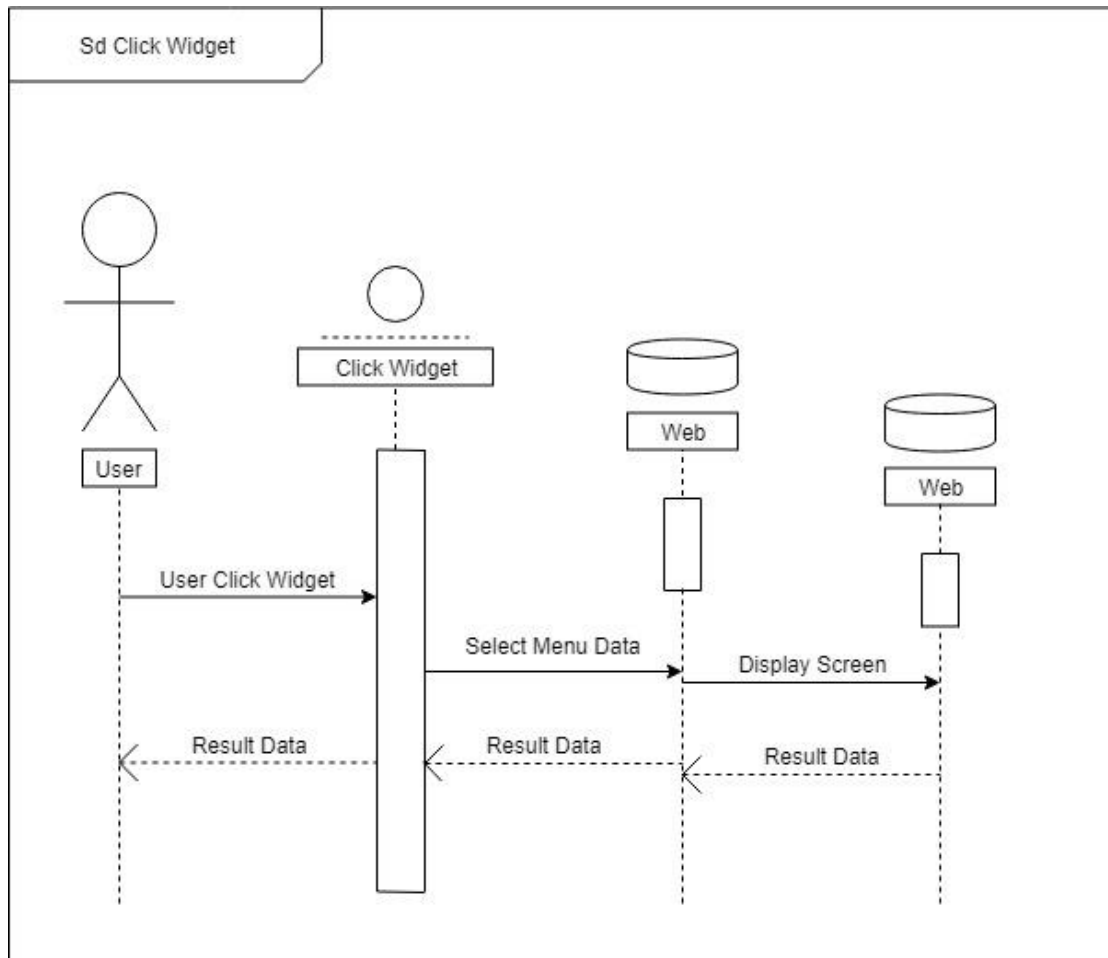 Sd Click Widget
Click Widget
Web
User
Web
User Click Widget
Select Menu Data
Display Screen
Result Data
Result Data
Result Data